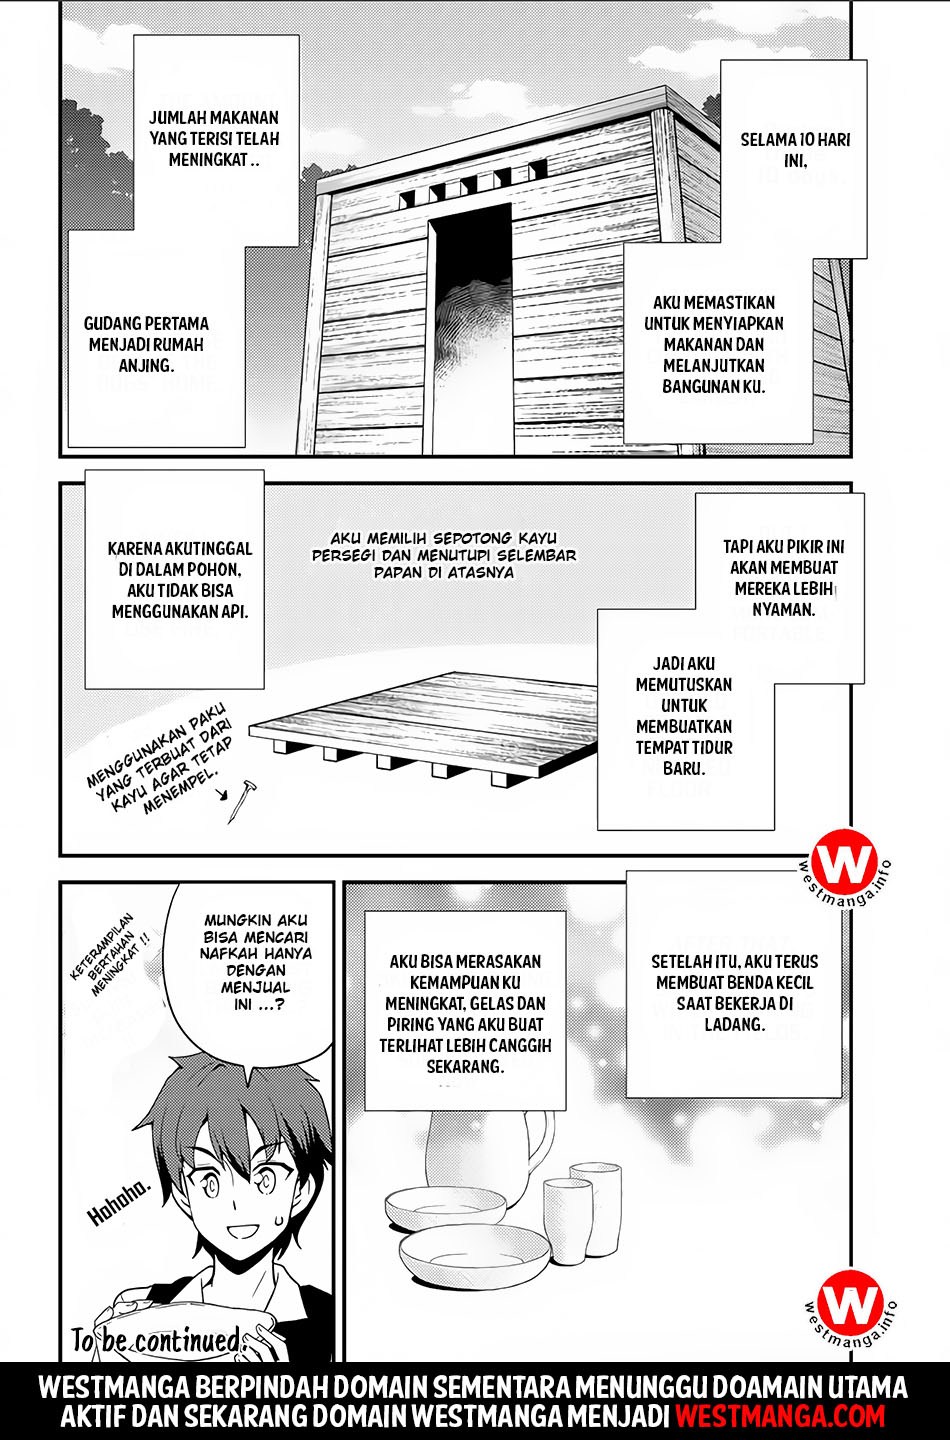 SELAMA 10 HARI
INI,
AKU MEMASTIKAN
UNTUK MENYIAPKAN
MAKANAN DAN
MELANJUTKAN
BANGUNAN KU.
JUMLAH MAKANAN
YANG TERISI TELAH
MENINGKAT ..
GUDANG PERTAMA
MENJADI RUMAH
ANJING.
TAPI AKU PIKIR INI
AKAN MEMBUAT
MEREKA LEBIH
NYAMAN.
JADI AKU
MEMUTUSKAN
UNTUK
MEMBUATKAN
TEMPAT TIDUR
BARU.
AKU MEMILIH SEPOTONG KAYU
PERSEGI DAN MENUTUPI SELEMBAR
PAPAN DI ATASNYA
KARENA AKUTINGGAL
DI DALAM POHON,
AKU TIDAK BISA
MENGGUNAKAN API.
MENGGUNAKAN PAKU
YANG TERBUAT DARI
KAYU AGAR TETAP
MENEMPEL.
W
westmanga.info
SETELAH ITU, AKU TERUS
MEMBUAT BENDA KECIL
SAAT BEKERJA DI
LADANG.
AKU BISA MERASAKAN
KEMAMPUAN KU
MENINGKAT, GELAS DAN
PIRING YANG AKU BUAT
TERLIHAT LEBIH CANGGIH
SEKARANG.
MUNGKIN AKU
BISA MENCARI
NAFKAH HANYA
DENGAN
MENJUAL
INI ...?
KETERAMPILAN
BERTAHAN
MENINGKAT !!
Hohoho.
To be continued.
W
westmanga.info
WESTMANGA BERPINDAH DOMAIN SEMENTARA MENUNGGU DOAMAIN UTAMA
AKTIF DAN SEKARANG DOMAIN WESTMANGA MENJADI WESTMANGA.COM